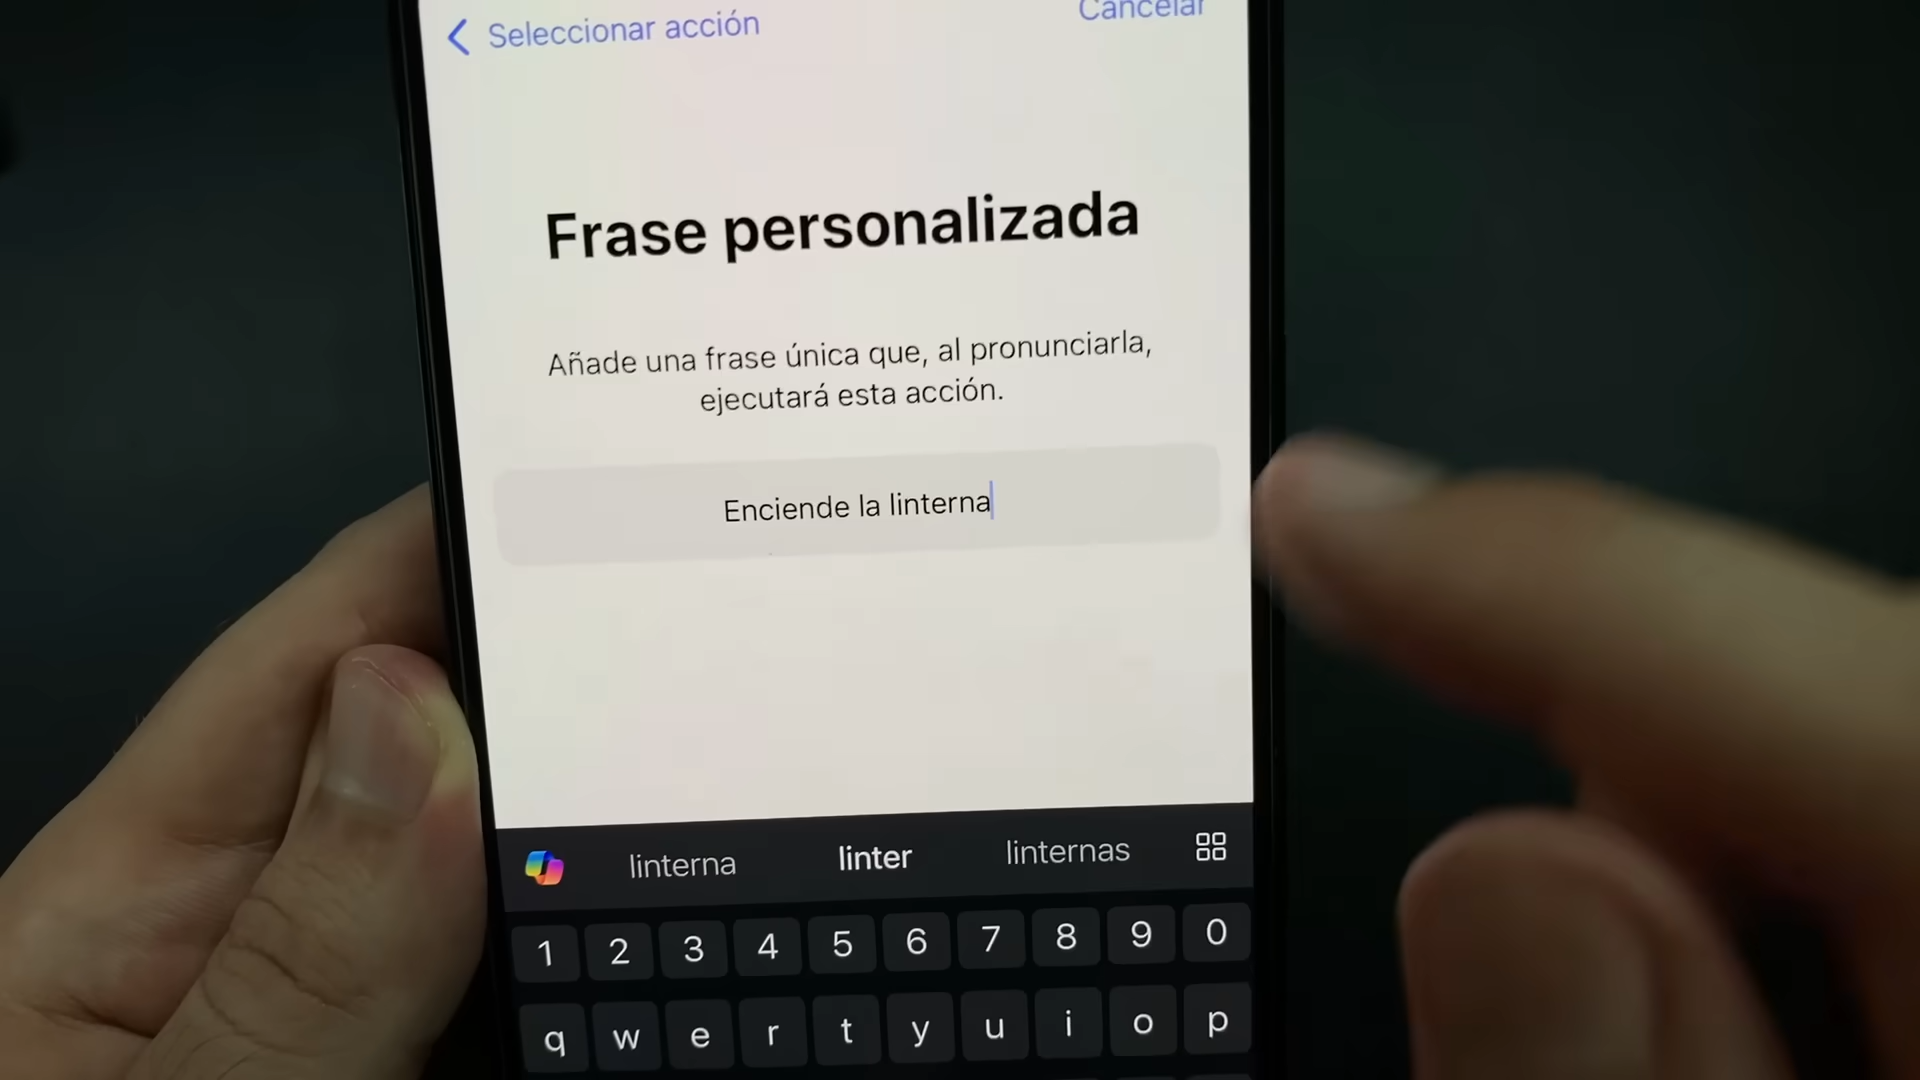 Seleccionar acción
Cancelar
Frase personalizada
Añade una frase única que, al pronunciarla,
ejecutará esta acción.
Enciende la linterna
linterna linter linternas
1 2 3 4 5 6 7 8 9 0
q w e r t y u i o p